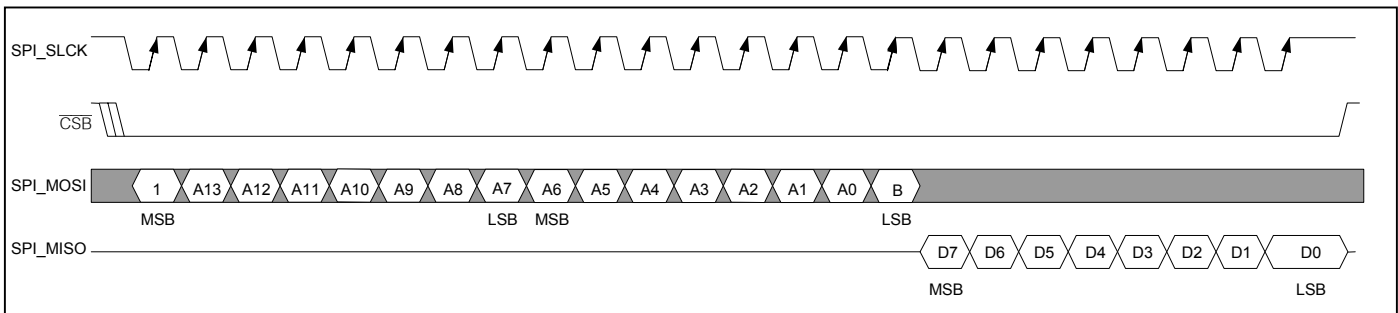 SPI_SLCK
CSB
SPI_MOSI 1 A13 A12 A11 A10 A9 A8 A7 A6 A5 A4 A3 A2 A1 A0 B
MSB LSB MSB LSB
SPI_MISO D7 D6 D5 D4 D3 D2 D1 D0
MSB LSB